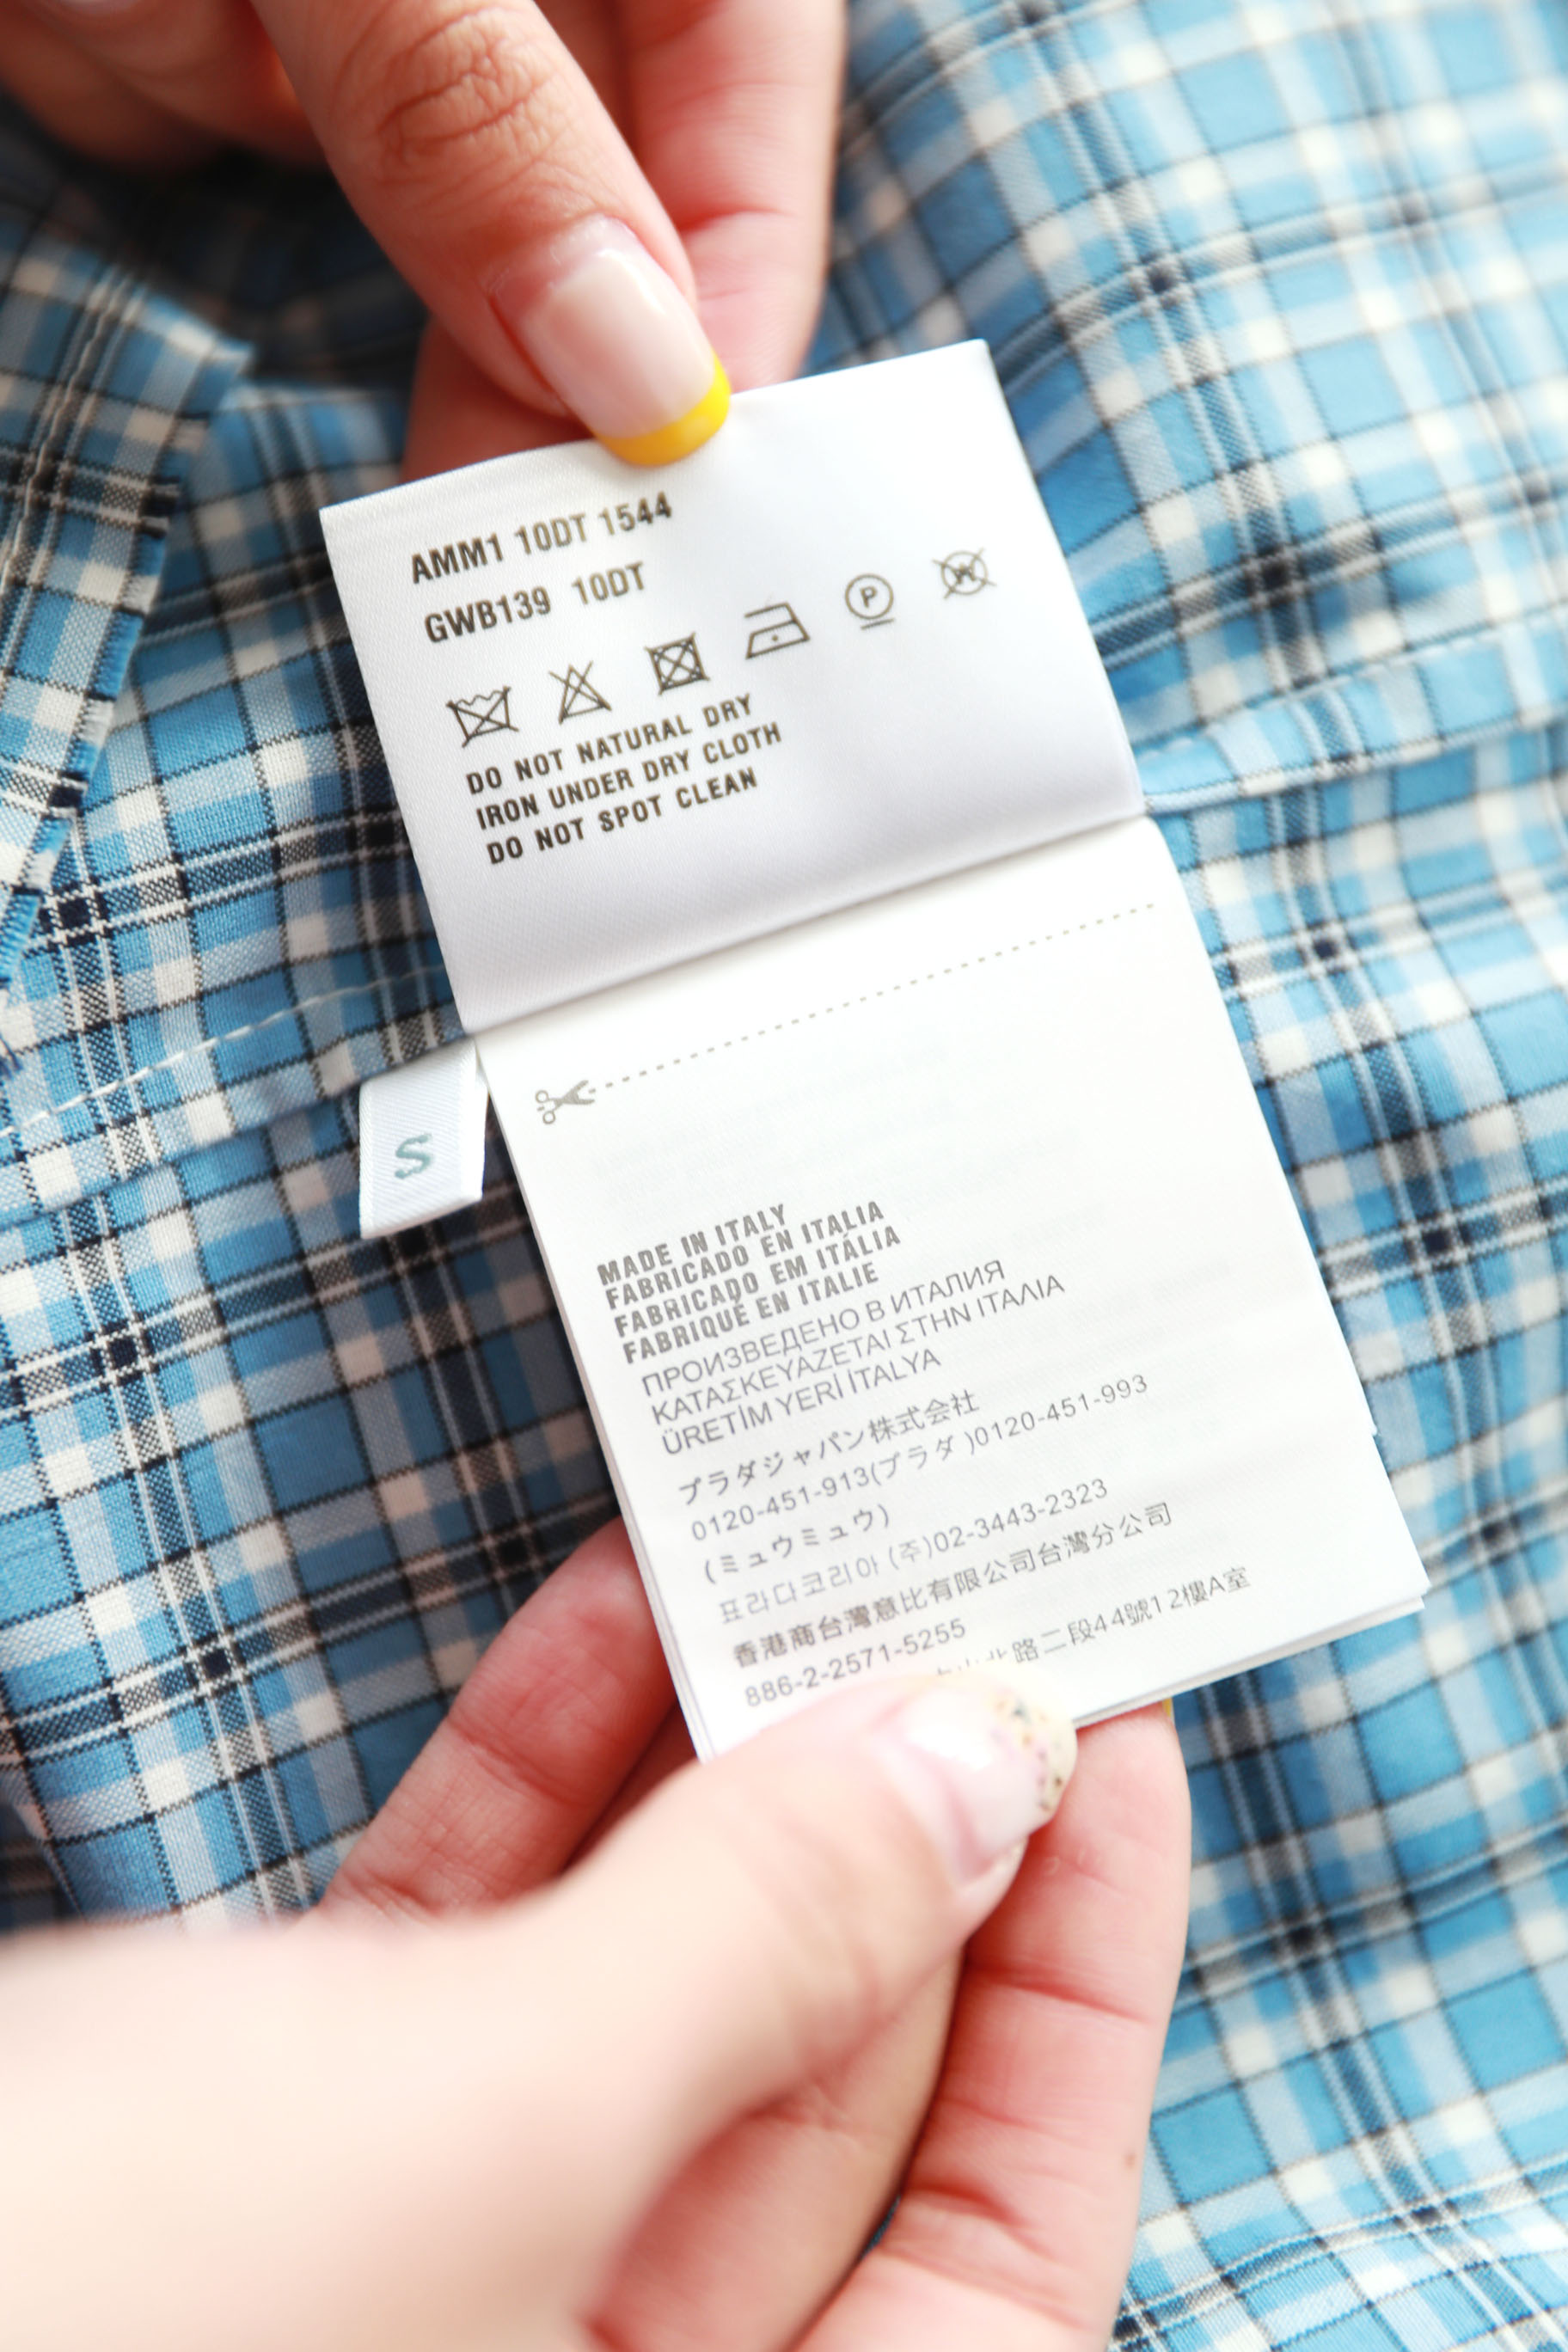 AMM1 10DT 1544
GWB139 10DT
P
W
DO NOT NATURAL DRY
IRON UNDER DRY CLOTH
DO NOT SPOT CLEAN
S
MADE IN ITALY
FABRICADO EN ITALIA
FABRICADO EM ITÁLIA
FABRIQUÉ EN ITALIE
ПРОИЗВЕДЕНО В ИТАЛИЯ
ΚΑΤΑΣΚΕΥΑΖΕΤΑΙ ΣΤΗΝ ΙΤΑΛΙΑ
ÜRETİM YERİ İTALYA
プラダジャパン株式会社
0120-451-913(プラダ)0120-451-993
(ミュウミュウ)
프라다코리아 (주)02-3443-2323
香港商台灣意比有限公司台灣分公司
886-2-2571-5255
山北路二段44號12樓A室